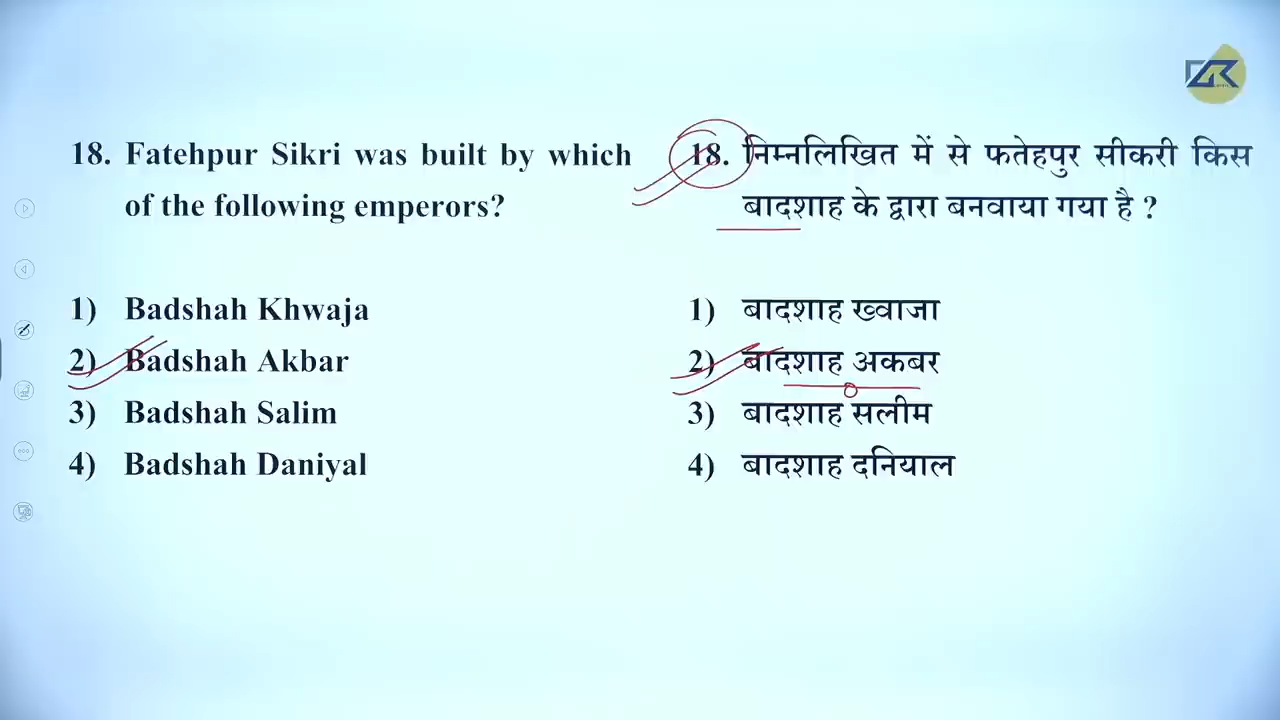 18. Fatehpur Sikri was built by which
of the following emperors?
1) Badshah Khwaja
2) Badshah Akbar
3) Badshah Salim
4) Badshah Daniyal
18. निम्नलिखित में से फतेहपुर सीकरी किस
बादशाह के द्वारा बनवाया गया है ?
1) बादशाह ख्वाजा
2) बादशाह अकबर
3) बादशाह सलीम
4) बादशाह दनियाल